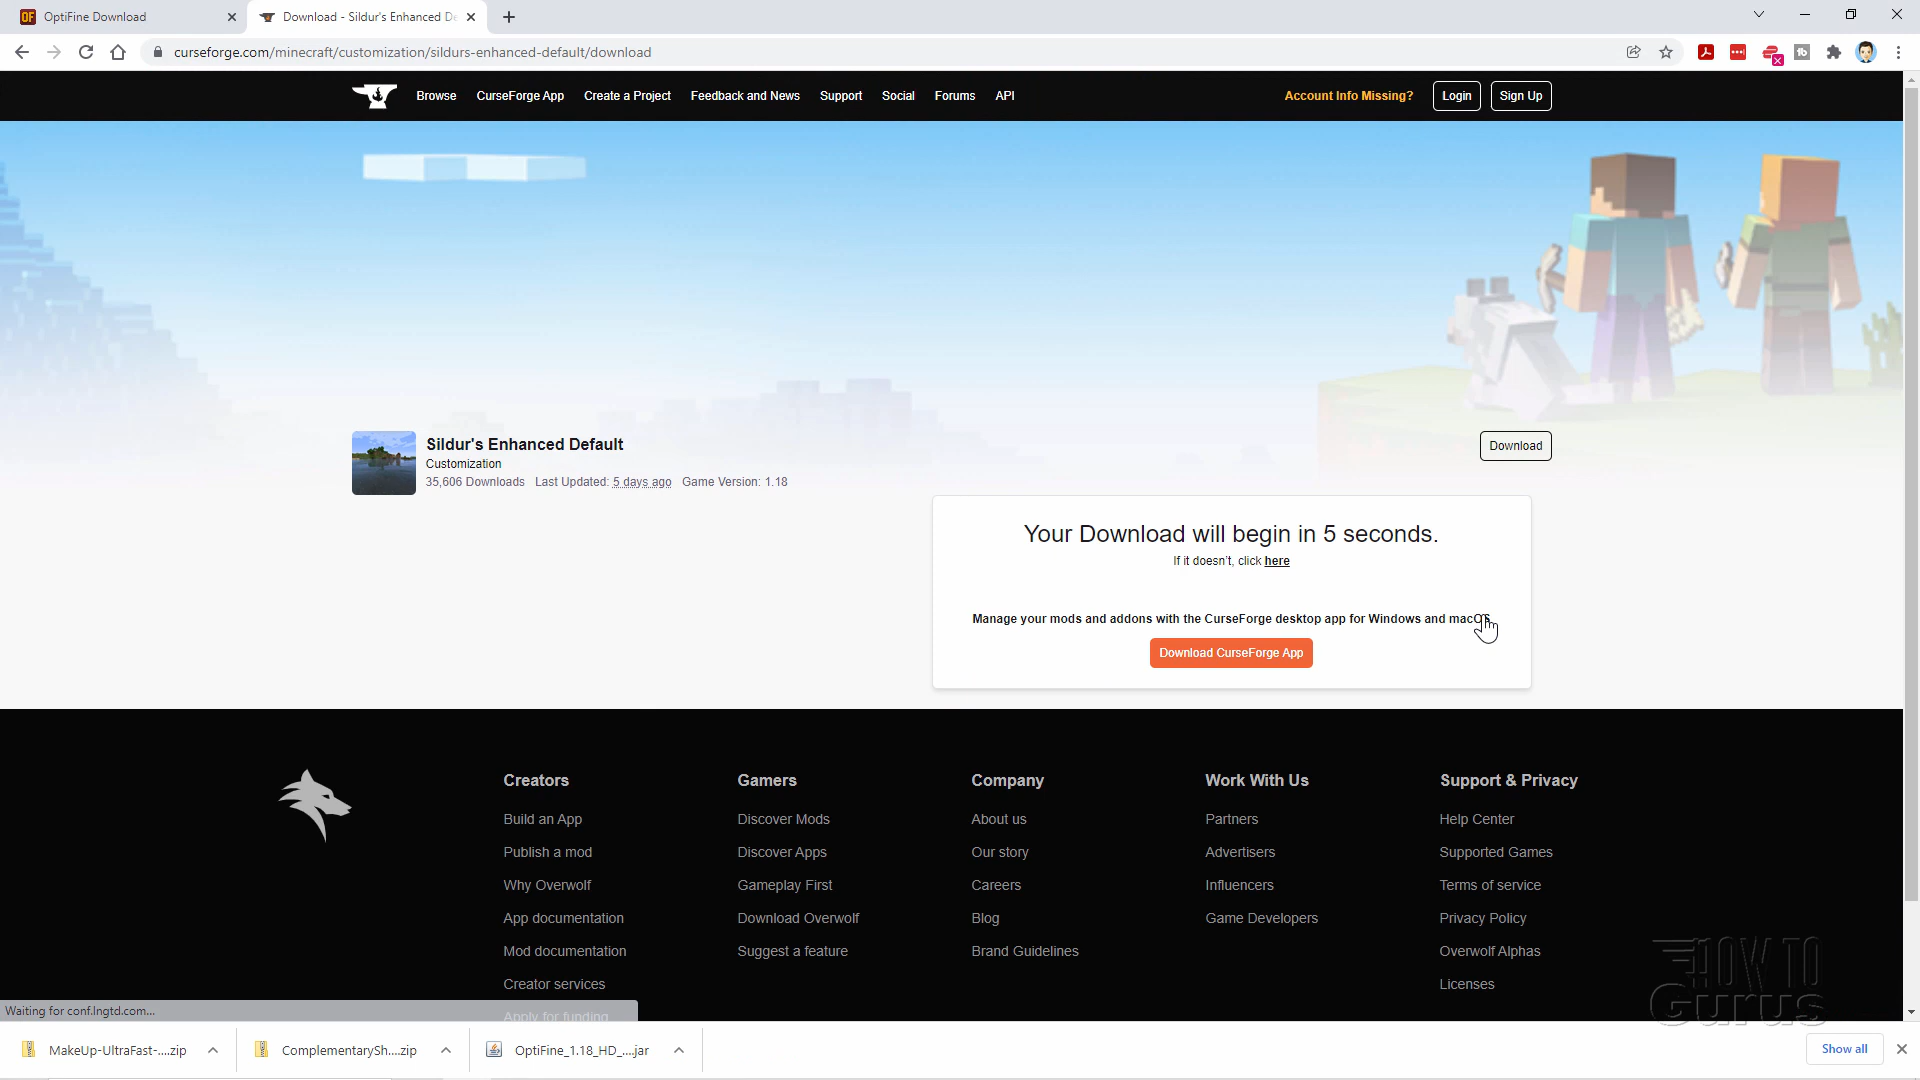 OptiFine Download
Download - Sildur's Enhanced De
curseforge.com/minecraft/customization/sildurs-enhanced-default/download
Browse CurseForge App Create a Project Feedback and News Support Social Forums API Account Info Missing? Login Sign Up
Sildur's Enhanced Default
Customization
35,606 Downloads Last Updated: 5 days ago Game Version: 1.18
Download
Your Download will begin in 5 seconds.
If it doesn't, click here
Manage your mods and addons with the CurseForge desktop app for Windows and macOS.
Download CurseForge App
Creators Gamers Company Work With Us Support & Privacy
Build an App Discover Mods About us Partners Help Center
Publish a mod Discover Apps Our story Advertisers Supported Games
Why Overwolf Gameplay First Careers Influencers Terms of service
App documentation Download Overwolf Blog Game Developers Privacy Policy
Mod documentation Suggest a feature Brand Guidelines Overwolf Alphas
Creator services Licenses
Apply for funding
Waiting for conf.lngtd.com...
HOW TO
GURUS
MakeUp-UltraFast-....zip ComplementarySh....zip OptiFine_1.18_HD_....jar Show all